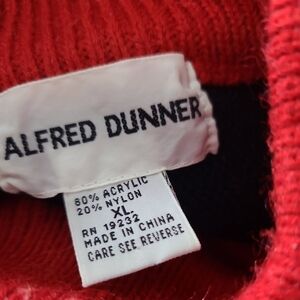 ALFRED DUNNER
80% ACRYLIC
20% NYLON
XL
RN 19232
MADE IN CHINA
CARE SEE REVERSE